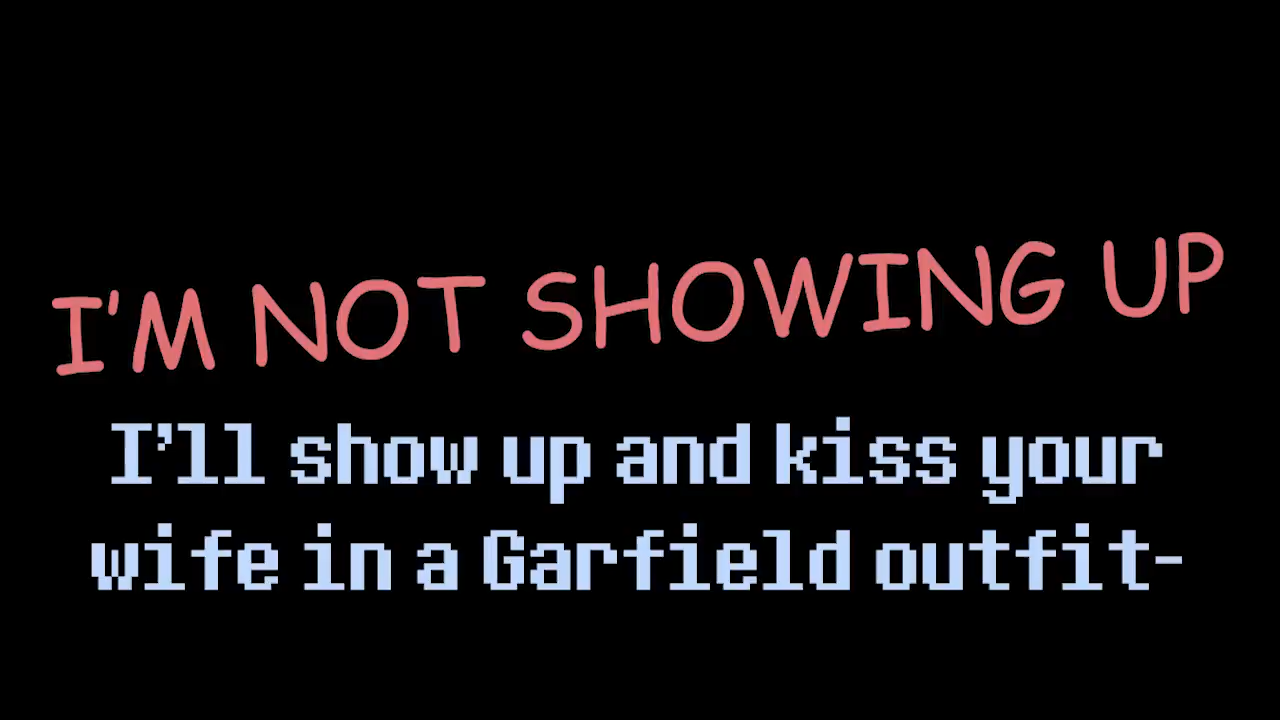 I'M NOT SHOWING UP
I'll show up and kiss your
wife in a Garfield outfit-